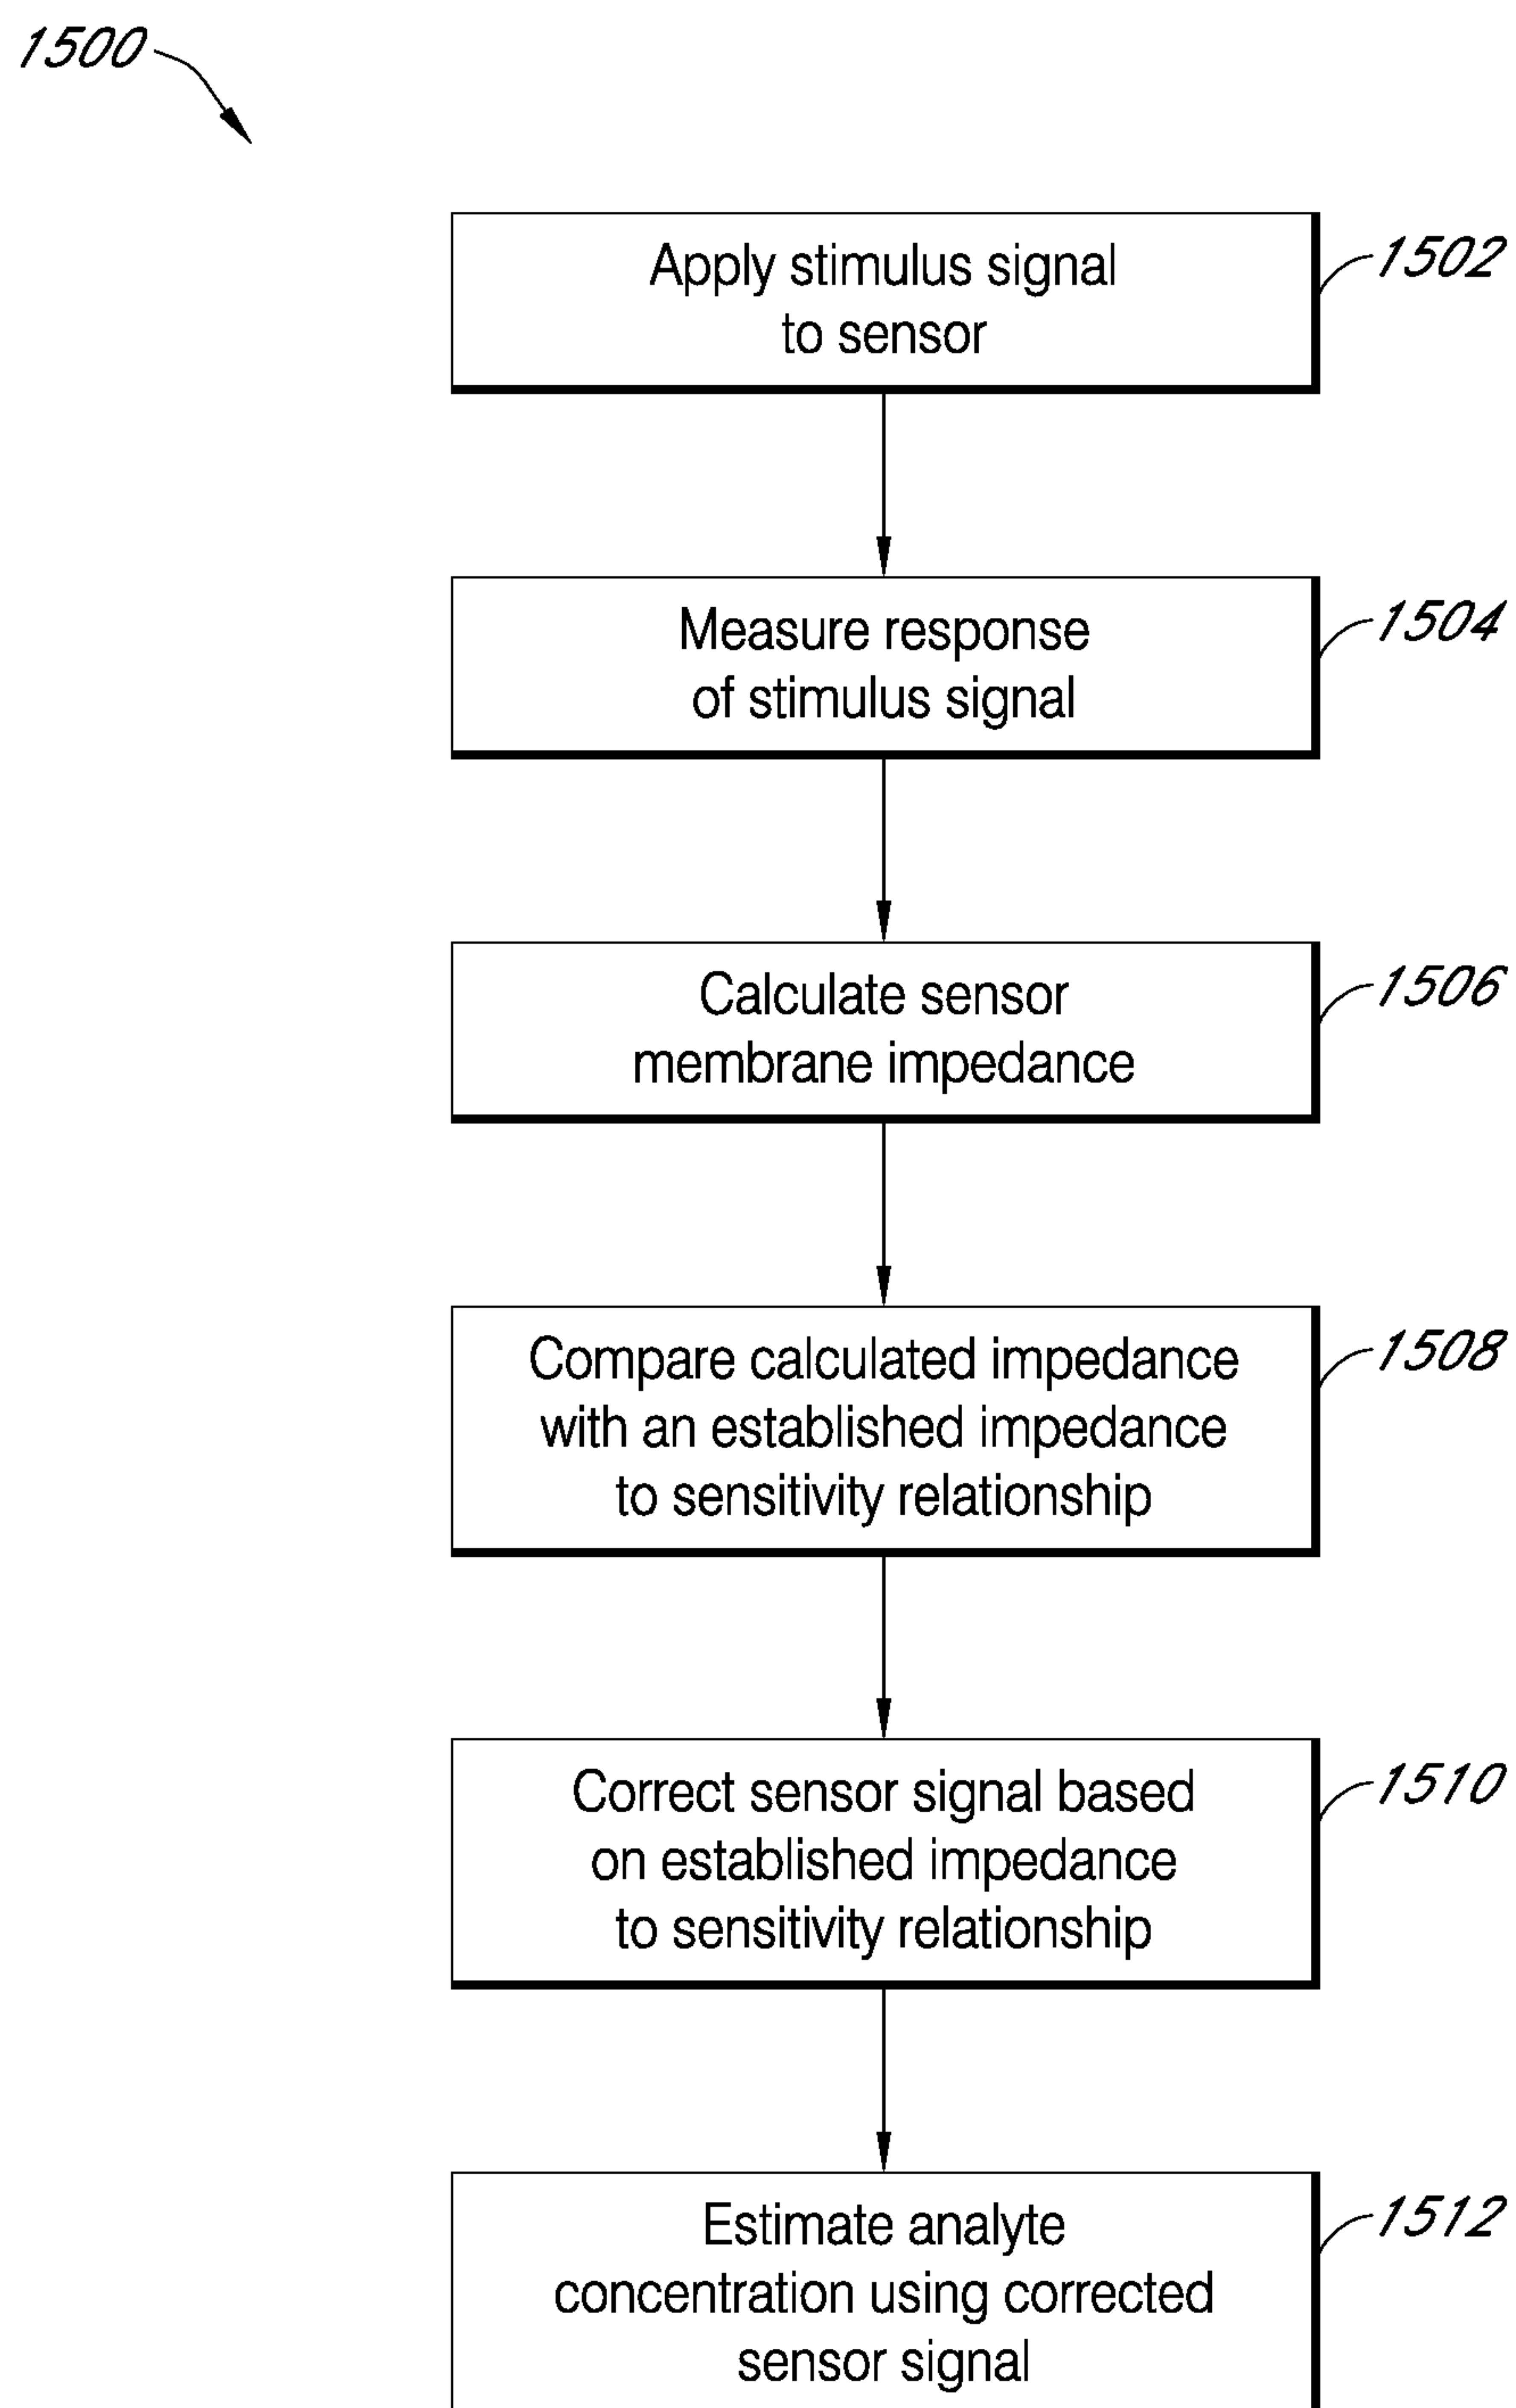 1500
Apply stimulus signal
to sensor
1502
Measure response
of stimulus signal
1504
Calculate sensor
membrane impedance
1506
Compare calculated impedance
with an established impedance
to sensitivity relationship
1508
Correct sensor signal based
on established impedance
to sensitivity relationship
1510
Estimate analyte
concentration using corrected
sensor signal
1512